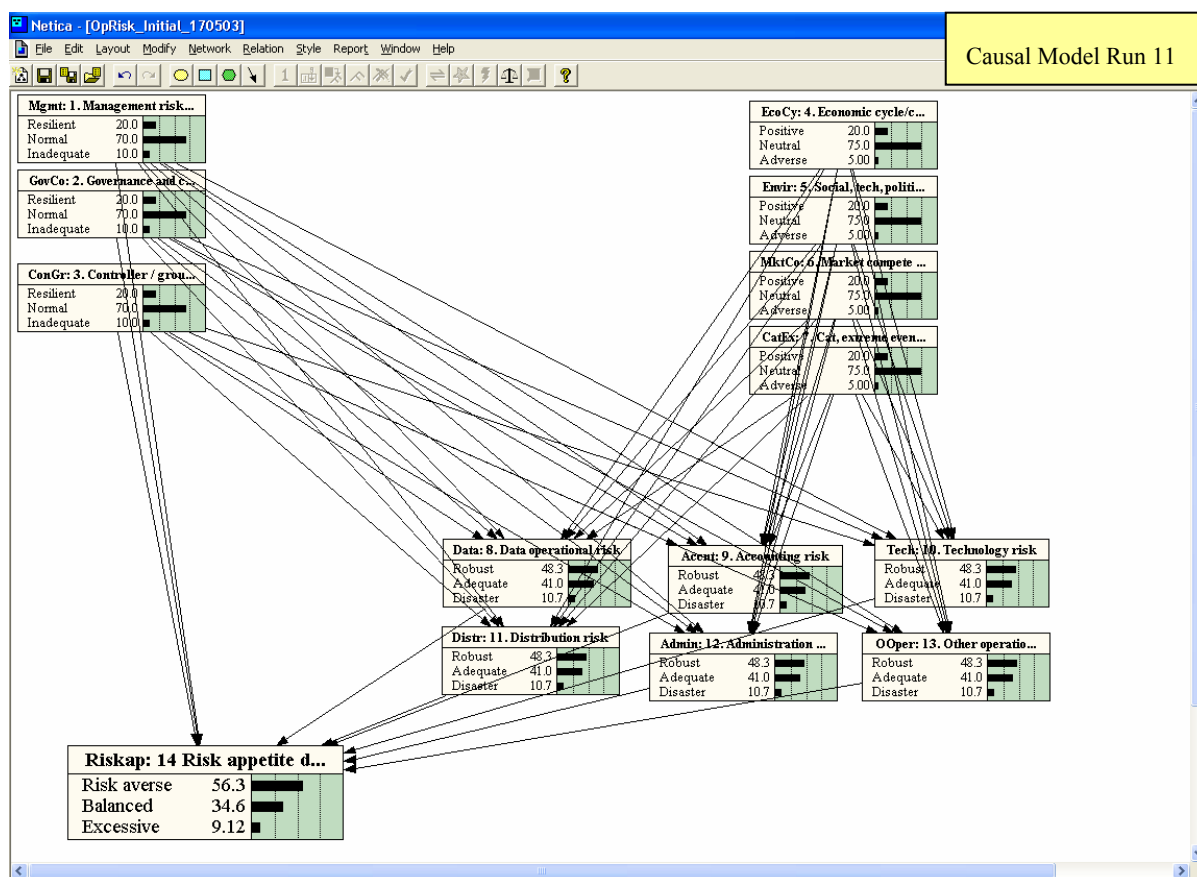 Netica - [OpRisk_Initial_170503]
Causal Model Run 11
File Edit Layout Modify Network Relation Style Report Window Help
1 ?
Mgmt: 1. Management risk...
Resilient 20.0
Normal 70.0
Inadequate 10.0
GovCo: 2. Governance and c...
Resilient 20.0
Normal 70.0
Inadequate 10.0
ConGr: 3. Controller / grou...
Resilient 20.0
Normal 70.0
Inadequate 10.0
EcoCy: 4. Economic cycle/c...
Positive 20.0
Neutral 75.0
Adverse 5.00
Envir: 5. Social, tech, politi...
Positive 20.0
Neutral 75.0
Adverse 5.00
MktCo: 6. Market compete ...
Positive 20.0
Neutral 75.0
Adverse 5.00
CatEx: 7. Cat, extreme even...
Positive 20.0
Neutral 75.0
Adverse 5.00
Data: 8. Data operational risk
Robust 48.3
Adequate 41.0
Disaster 10.7
Accnt: 9. Accounting risk
Robust 48.3
Adequate 41.0
Disaster 10.7
Tech: 10. Technology risk
Robust 48.3
Adequate 41.0
Disaster 10.7
Distr: 11. Distribution risk
Robust 48.3
Adequate 41.0
Disaster 10.7
Admin: 12. Administration ...
Robust 48.3
Adequate 41.0
Disaster 10.7
OOper: 13. Other operatio...
Robust 48.3
Adequate 41.0
Disaster 10.7
Riskap: 14 Risk appetite d...
Risk averse 56.3
Balanced 34.6
Excessive 9.12